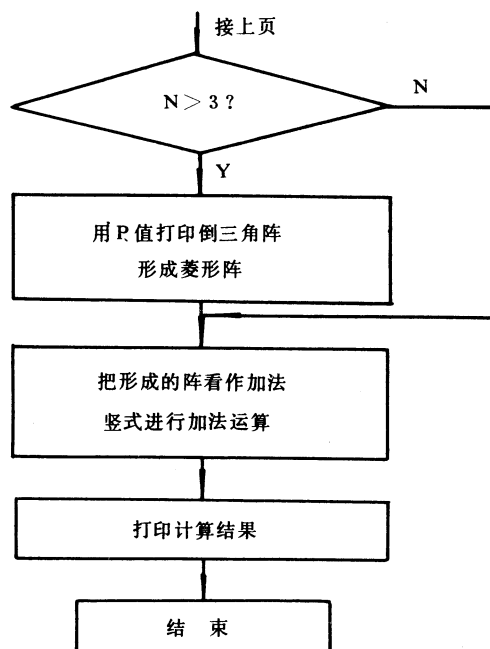 接上页
N＞3？
N
Y
用P值打印倒三角阵
形成菱形阵
把形成的阵看作加法
竖式进行加法运算
打印计算结果
结 束